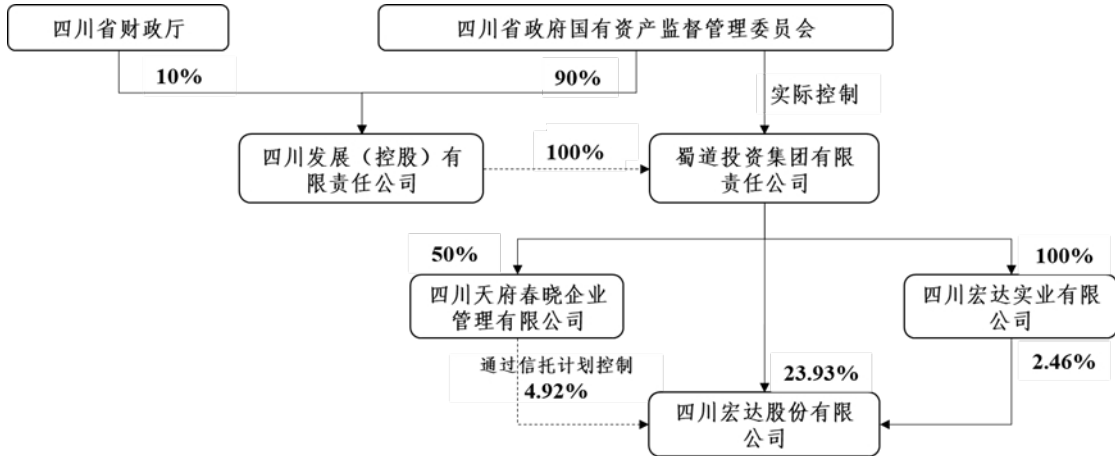 四川省财政厅
四川省政府国有资产监督管理委员会
10%
90%
实际控制
四川发展（控股）有
限责任公司
100%
蜀道投资集团有限
责任公司
50%
100%
四川天府春晓企业
管理有限公司
四川宏达实业有限
公司
通过信托计划控制
4.92%
23.93%
2.46%
四川宏达股份有限
公司